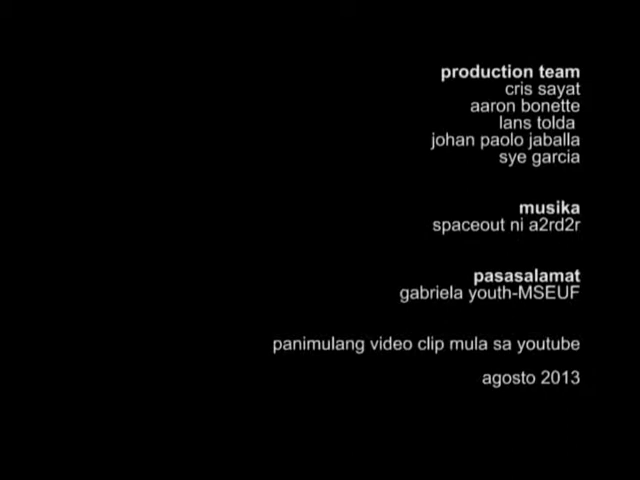 production team
cris sayat
aaron bonette
lans tolda
johan paolo jaballa
sye garcia
musika
spaceout ni a2rd2r
pasasalamat
gabriela youth-MSEUF
panimulang video clip mula sa youtube
agosto 2013